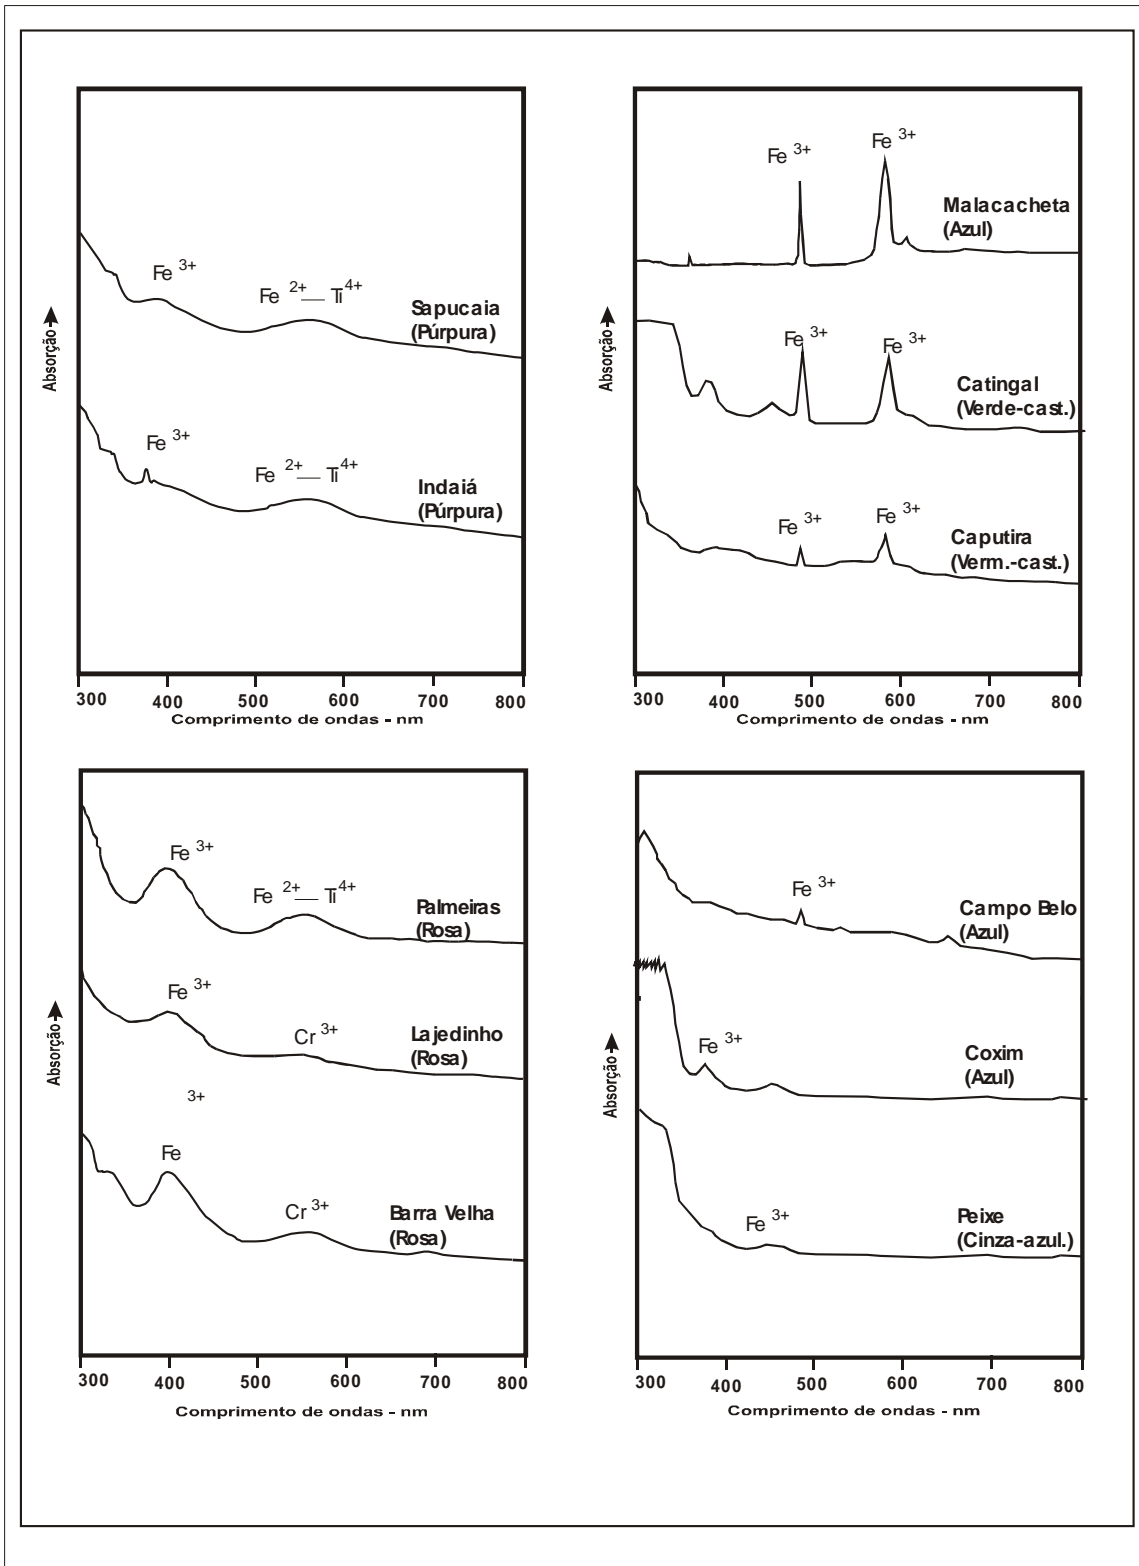 Fe 3+
Fe 2+ — Ti 4+
Sapucaia
(Púrpura)
Absorção
Fe 3+
Fe 2+ — Ti 4+
Indaiá
(Púrpura)
300 400 500 600 700 800
Comprimento de ondas - nm
Fe 3+
Fe 3+
Malacacheta
(Azul)
Absorção
Fe 3+
Fe 3+
Catingal
(Verde-cast.)
Fe 3+
Fe 3+
Caputira
(Verm.-cast.)
400 500 600 700 800
300
Comprimento de ondas - nm
Fe 3+
Fe 2+ — Ti 4+
Palmeiras
(Rosa)
Absorção
Fe 3+
Cr 3+
Lajedinho
(Rosa)
3+
Fe
Cr 3+
Barra Velha
(Rosa)
300 400 500 600 700 800
Comprimento de ondas - nm
Fe 3+
Campo Belo
(Azul)
Absorção
Fe 3+
Coxim
(Azul)
Fe 3+
Peixe
(Cinza-azul.)
300 400 500 600 700 800
Comprimento de ondas - nm